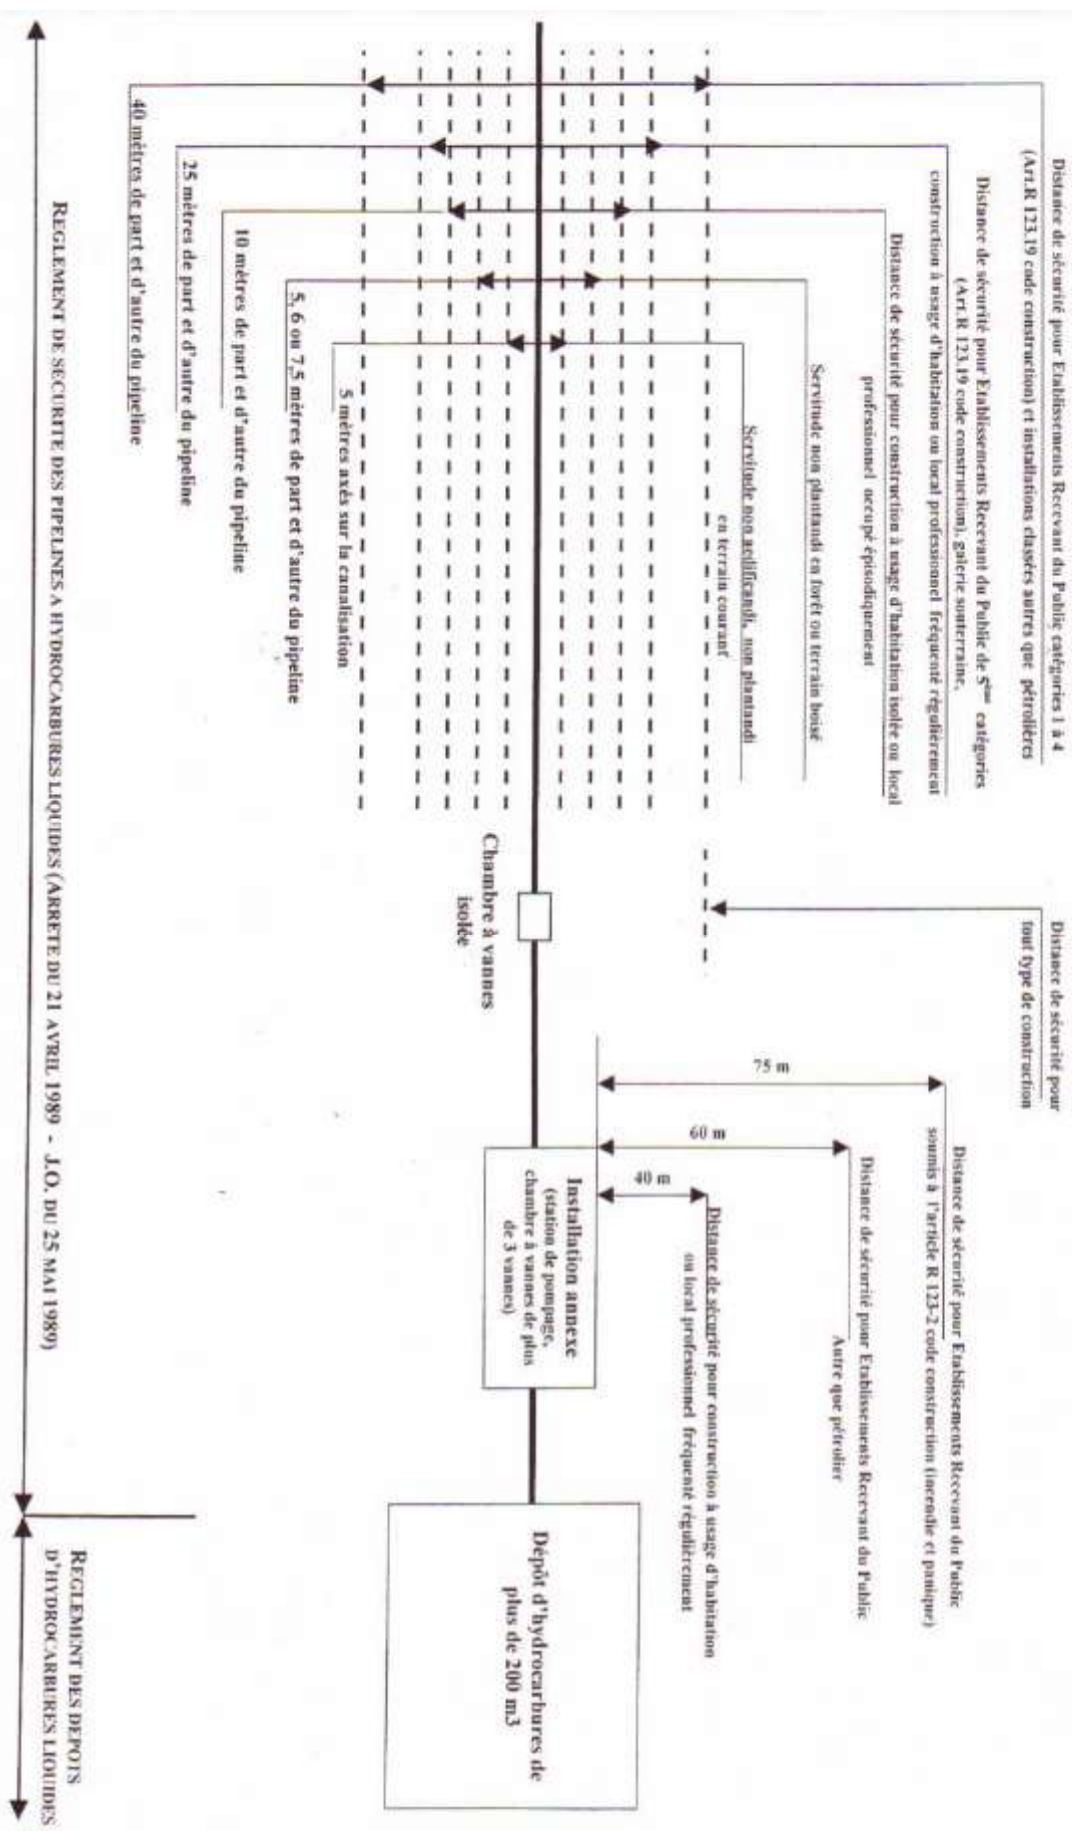 Distance de sécurité pour Etablissements Recevant du Public catégories 1 à 4
(Art.R 123.19 code construction) et installations classées autres que pétrolières
Distance de sécurité pour Etablissements Recevant du Public de 5ème catégories
(Art.R 123.19 code construction), galerie souterraine,
construction à usage d'habitation ou local professionnel fréquenté régulièrement
Distance de sécurité pour construction à usage d'habitation isolée ou local
professionnel occupé épisodiquement
Servitude non plantandi en forêt ou terrain boisé
Servitude non aedificandi, non plantandi
en terrain courant
5 mètres axés sur la canalisation
5, 6 ou 7,5 mètres de part et d'autre du pipeline
10 mètres de part et d'autre du pipeline
25 mètres de part et d'autre du pipeline
40 mètres de part et d'autre du pipeline
Distance de sécurité pour
tout type de construction
Chambre à vannes
isolée
75 m
Distance de sécurité pour Etablissements Recevant du Public
soumis à l'article R 123-2 code construction (incendie et panique)
60 m
Distance de sécurité pour Etablissements Recevant du Public
Autre que pétrolier
40 m
Distance de sécurité pour construction à usage d'habitation
ou local professionnel fréquenté régulièrement
Installation annexe
(station de pompage,
chambre à vannes de plus
de 3 vannes)
Dépôt d'hydrocarbures de
plus de 200 m3
REGLEMENT DE SECURITE DES PIPELINES A HYDROCARBURES LIQUIDES (ARRETE DU 21 AVRIL 1989 - J.O. DU 25 MAI 1989)
REGLEMENT DES DEPOTS
D'HYDROCARBURES LIQUIDES